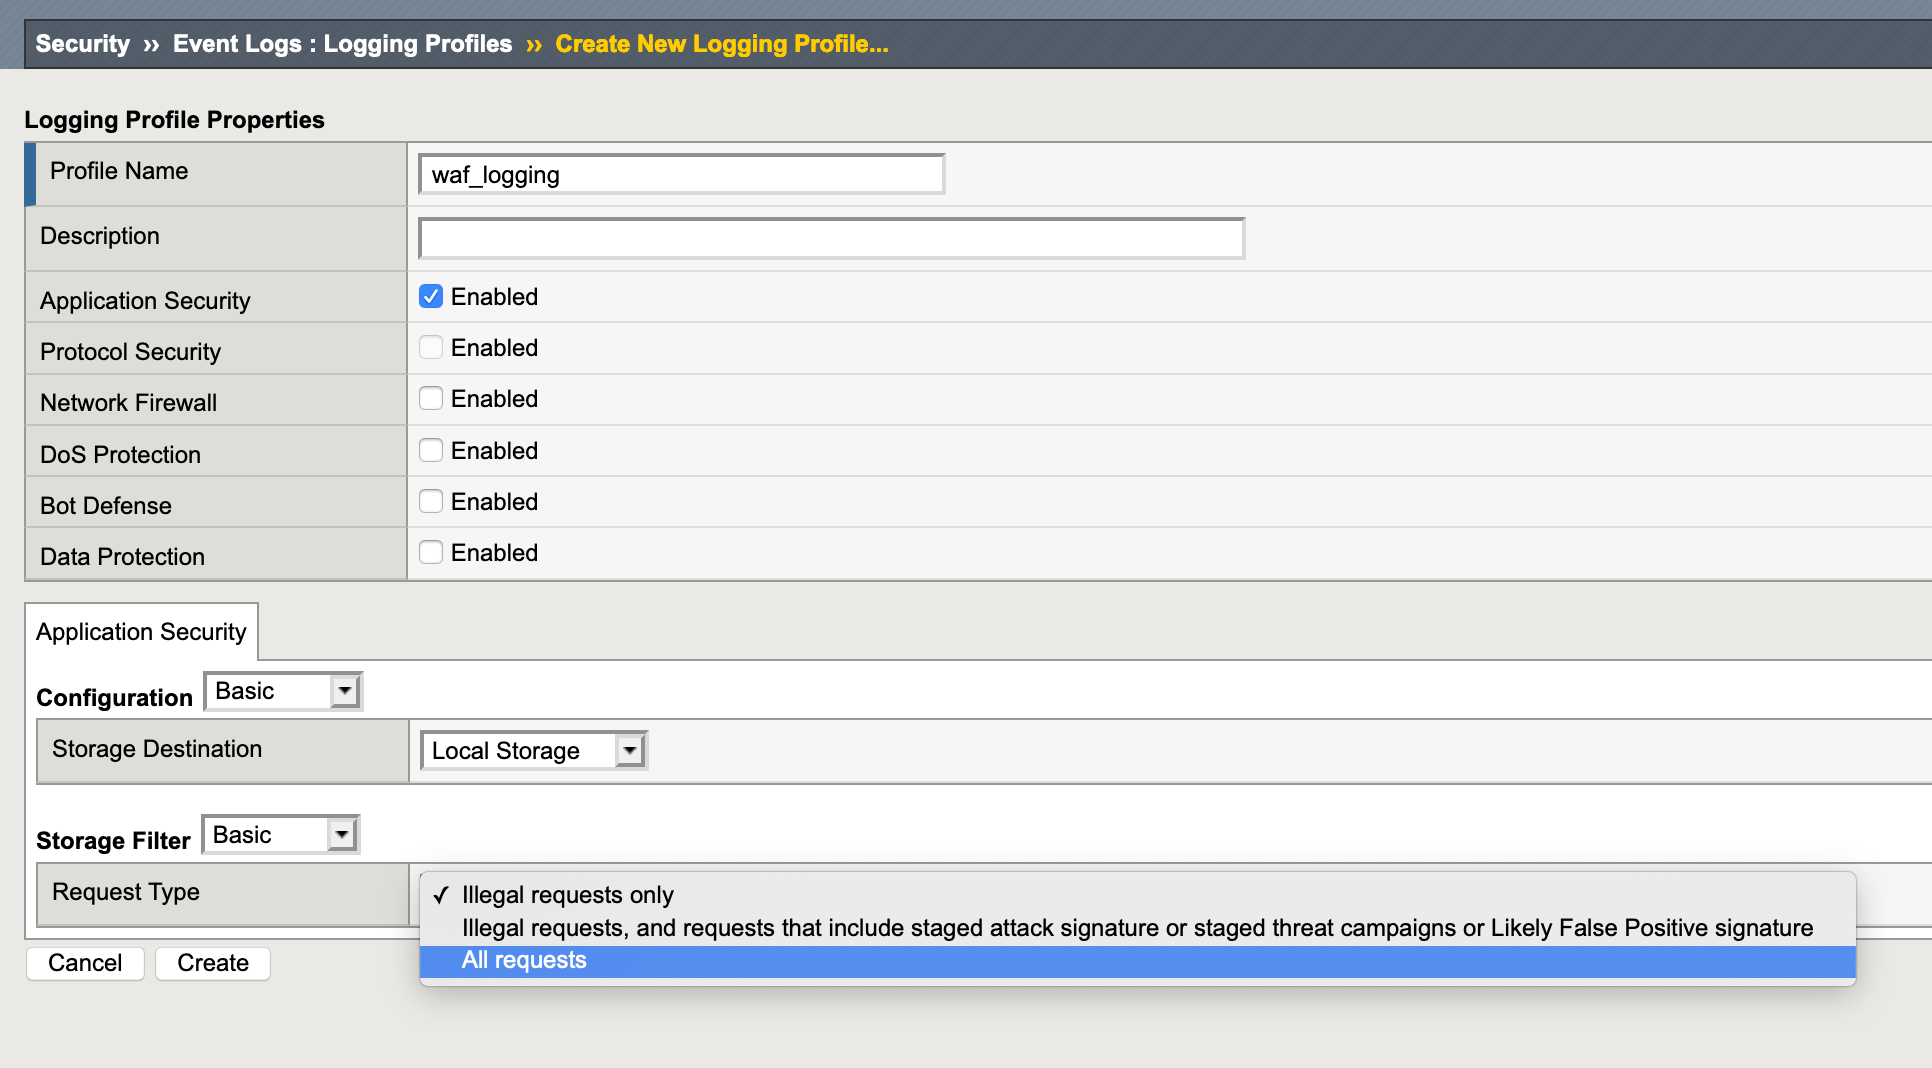 Security ›› Event Logs : Logging Profiles ›› Create New Logging Profile...
Logging Profile Properties
Profile Name waf_logging
Description
Application Security Enabled
Protocol Security Enabled
Network Firewall Enabled
DoS Protection Enabled
Bot Defense Enabled
Data Protection Enabled
Application Security
Configuration Basic
Storage Destination Local Storage
Storage Filter Basic
Request Type ✓ Illegal requests only
Illegal requests, and requests that include staged attack signature or staged threat campaigns or Likely False Positive signature
All requests
Cancel Create